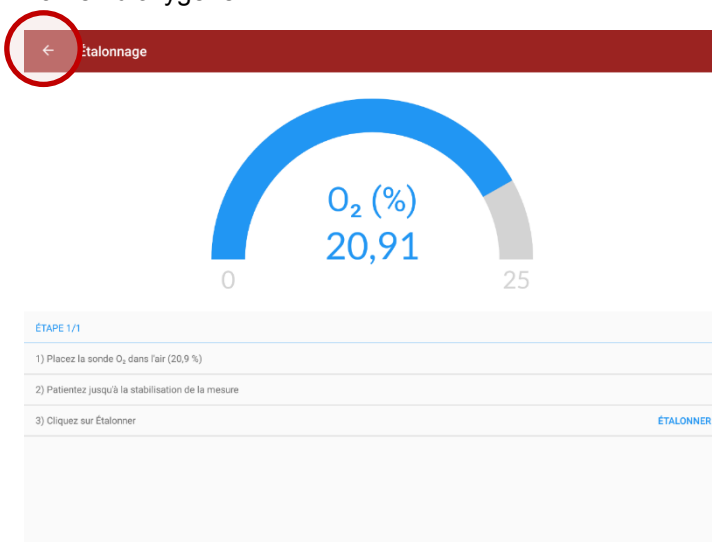 Étalonnage
O₂ (%)
20,91
0
25
ÉTAPE 1/1
1) Placez la sonde O₂ dans l'air (20,9 %)
2) Patientez jusqu'à la stabilisation de la mesure
3) Cliquez sur Étalonner
ÉTALONNER